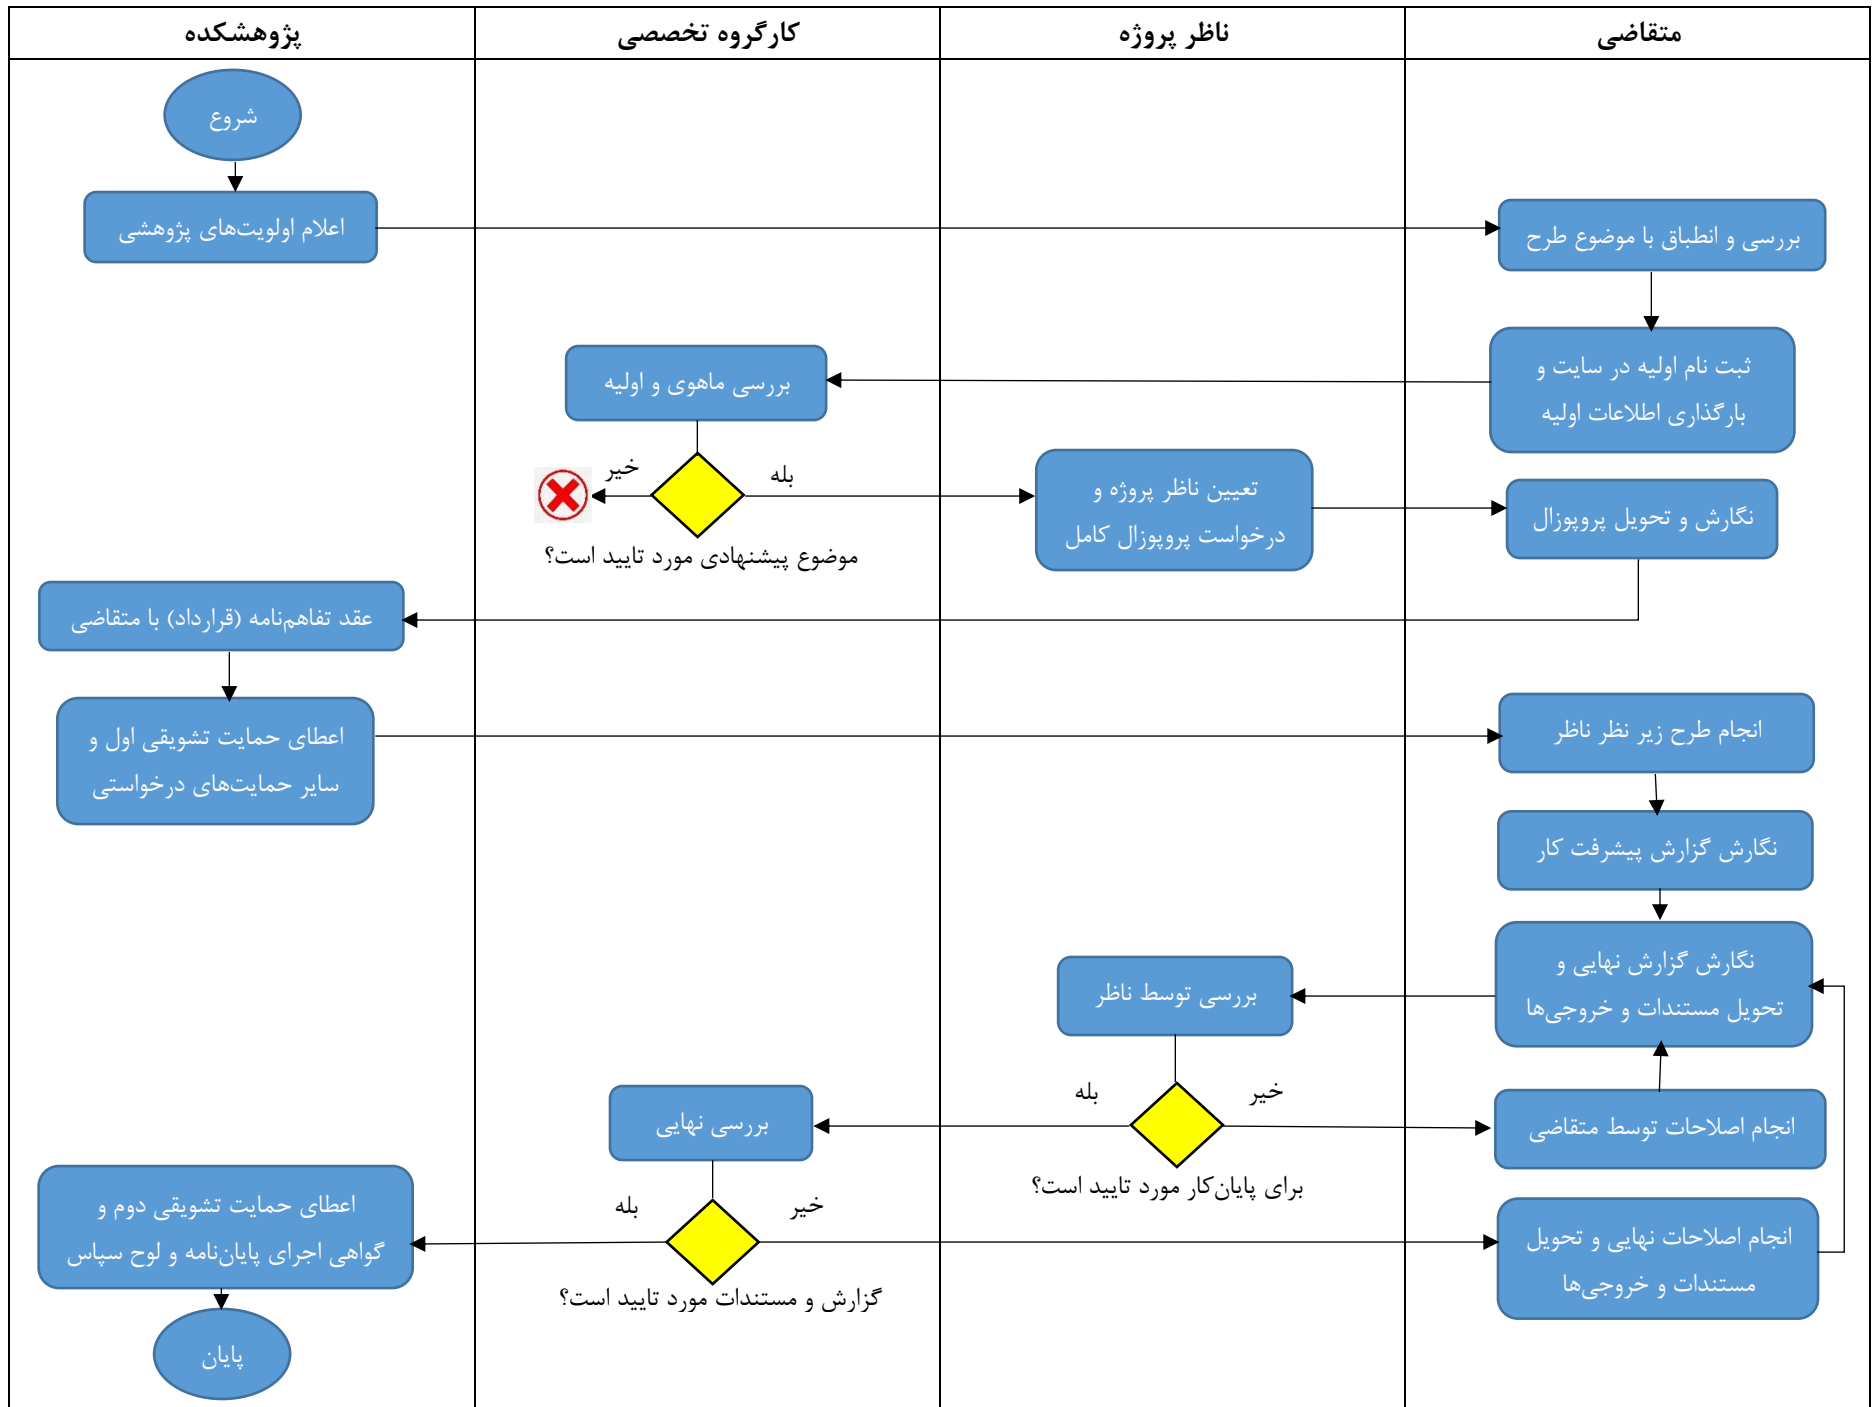 متقاضی
ناظر پروژه
کارگروه تخصصی
پژوهشکده
شروع
اعلام اولویت‌های پژوهشی
بررسی و انطباق با موضوع طرح
ثبت نام اولیه در سایت و
بارگذاری اطلاعات اولیه
بررسی ماهوی و اولیه
خیر
بله
موضوع پیشنهادی مورد تایید است؟
تعیین ناظر پروژه و
درخواست پروپوزال کامل
نگارش و تحویل پروپوزال
عقد تفاهم‌نامه (قرارداد) با متقاضی
اعطای حمایت تشویقی اول و
سایر حمایت‌های درخواستی
انجام طرح زیر نظر ناظر
نگارش گزارش پیشرفت کار
نگارش گزارش نهایی و
تحویل مستندات و خروجی‌ها
بررسی توسط ناظر
خیر
بله
برای پایان‌کار مورد تایید است؟
انجام اصلاحات توسط متقاضی
بررسی نهایی
خیر
بله
گزارش و مستندات مورد تایید است؟
انجام اصلاحات نهایی و تحویل
مستندات و خروجی‌ها
اعطای حمایت تشویقی دوم و
گواهی اجرای پایان‌نامه و لوح سپاس
پایان